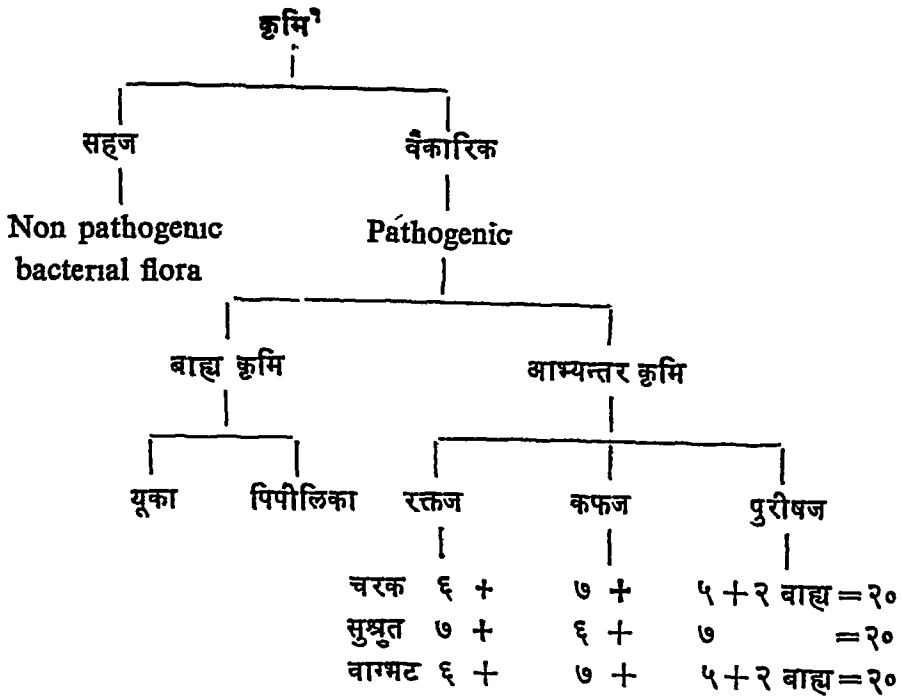 कृमि१
सहज वैकारिक
Non pathogenic Pathogenic
bacterial flora
बाह्य कृमि आभ्यन्तर कृमि
यूका पिपीलिका रक्तज कफज पुरीषज
चरक ६ + ७ + ५ + २ बाह्य = २०
सुश्रुत ७ + ६ + ७ = २०
वाग्भट ६ + ७ + ५ + २ बाह्य = २०